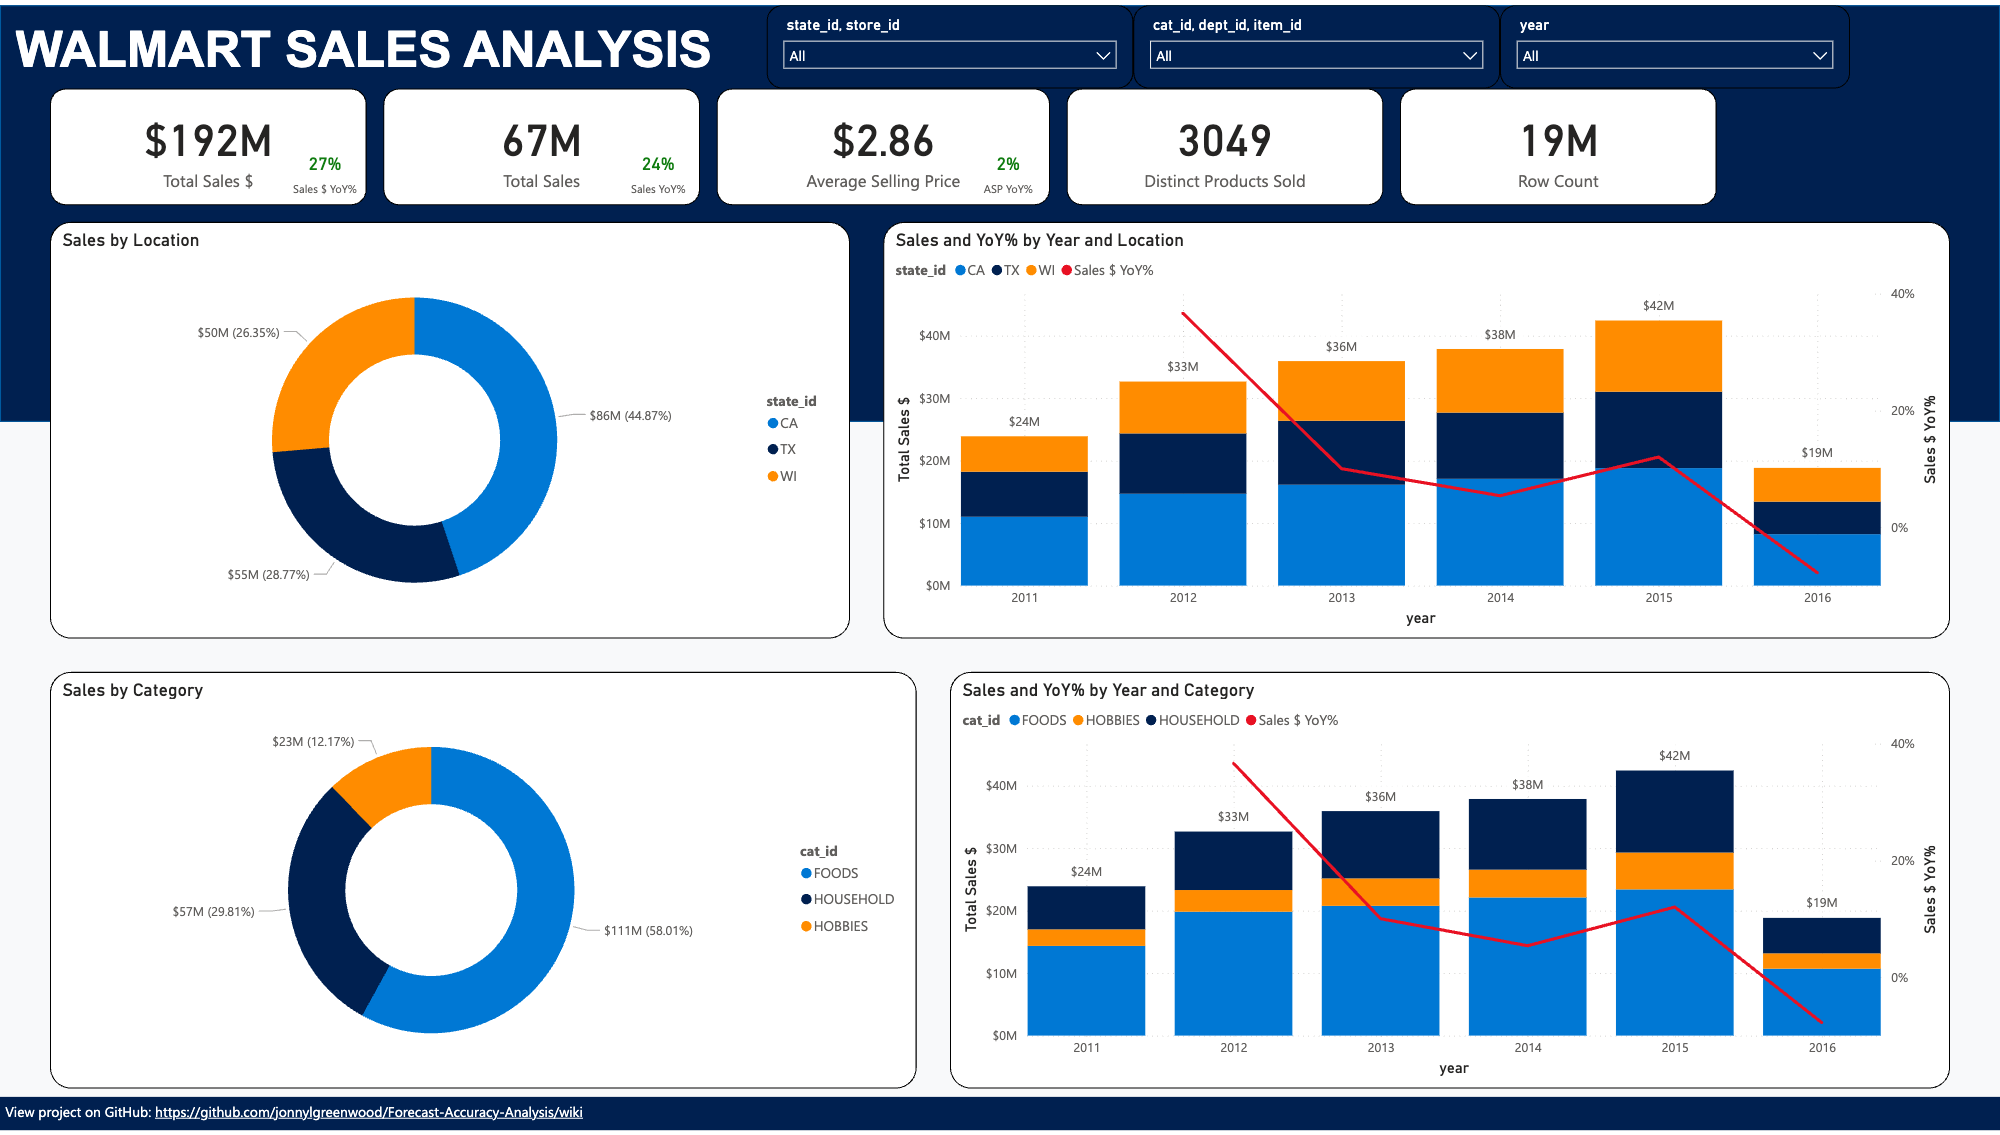 WALMART SALES ANALYSIS
state_id, store_id
All
cat_id, dept_id, item_id
All
year
All
$192M
Total Sales $
27%
Sales $ YoY%
67M
Total Sales
24%
Sales YoY%
$2.86
Average Selling Price
2%
ASP YoY%
3049
Distinct Products Sold
19M
Row Count
Sales by Location
$50M (26.35%)
$86M (44.87%)
$55M (28.77%)
state_id
CA
TX
WI
Sales and YoY% by Year and Location
state_id CA TX WI Sales $ YoY%
Total Sales $
$40M
$30M
$20M
$10M
$0M
$24M
$33M
$36M
$38M
$42M
$19M
40%
20%
0%
Sales $ YoY%
2011 2012 2013 2014 2015 2016
year
Sales by Category
$23M (12.17%)
$57M (29.81%)
$111M (58.01%)
cat_id
FOODS
HOUSEHOLD
HOBBIES
Sales and YoY% by Year and Category
cat_id FOODS HOBBIES HOUSEHOLD Sales $ YoY%
Total Sales $
$40M
$30M
$20M
$10M
$0M
$24M
$33M
$36M
$38M
$42M
$19M
40%
20%
0%
Sales $ YoY%
2011 2012 2013 2014 2015 2016
year
View project on GitHub: https://github.com/jonnylgreenwood/Forecast-Accuracy-Analysis/wiki